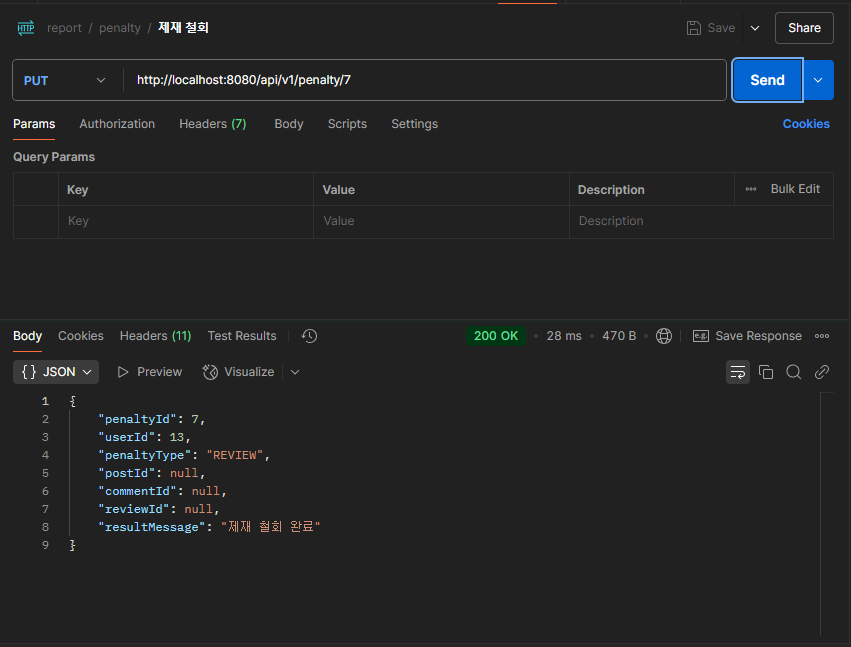 HTTP report / penalty / 제재 철회 Save Share
PUT http://localhost:8080/api/v1/penalty/7 Send
Params Authorization Headers (7) Body Scripts Settings Cookies
Query Params
Key Value Description Bulk Edit
Key Value Description
Body Cookies Headers (11) Test Results 200 OK 28 ms 470 B e.g. Save Response
{} JSON Preview Visualize
1 {
2 "penaltyId": 7,
3 "userId": 13,
4 "penaltyType": "REVIEW",
5 "postId": null,
6 "commentId": null,
7 "reviewId": null,
8 "resultMessage": "제재 철회 완료"
9 }